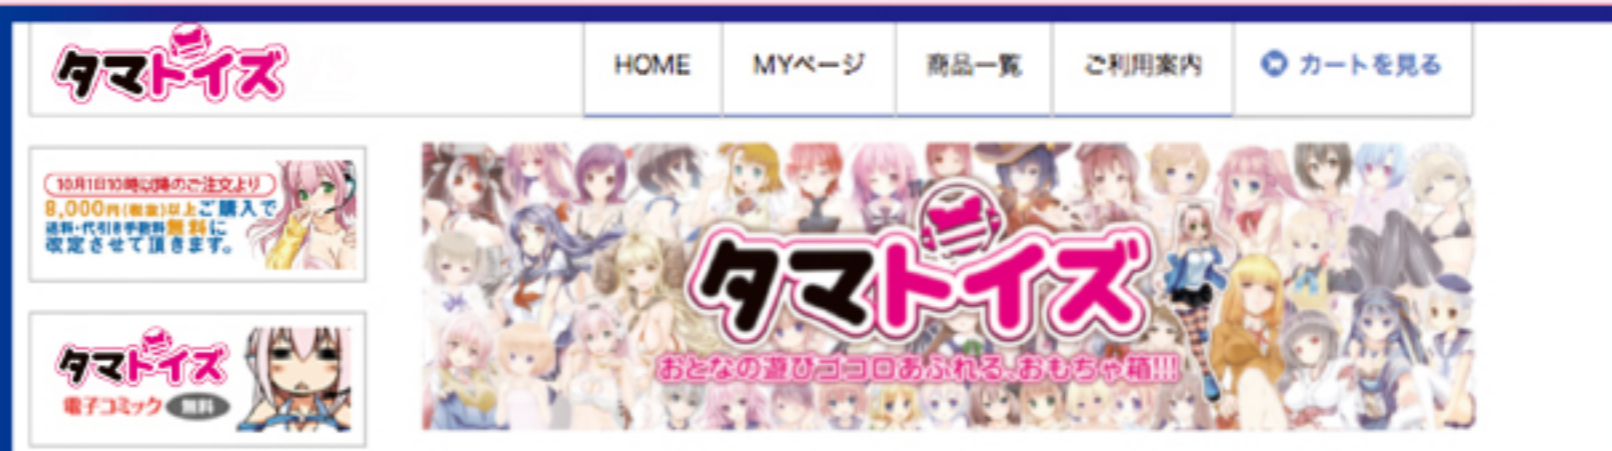 タマトイズ
HOME
MYページ
商品一覧
ご利用案内
カートを見る
10月1日10時以降のご注文より
8,000円(税金)以上ご購入で
送料・代引き手数料無料に
改定させて頂きます。
タマトイズ
電子コミック 無料
タマトイズ
おとなの遊びゴコロあふれる、おもちゃ箱!!!